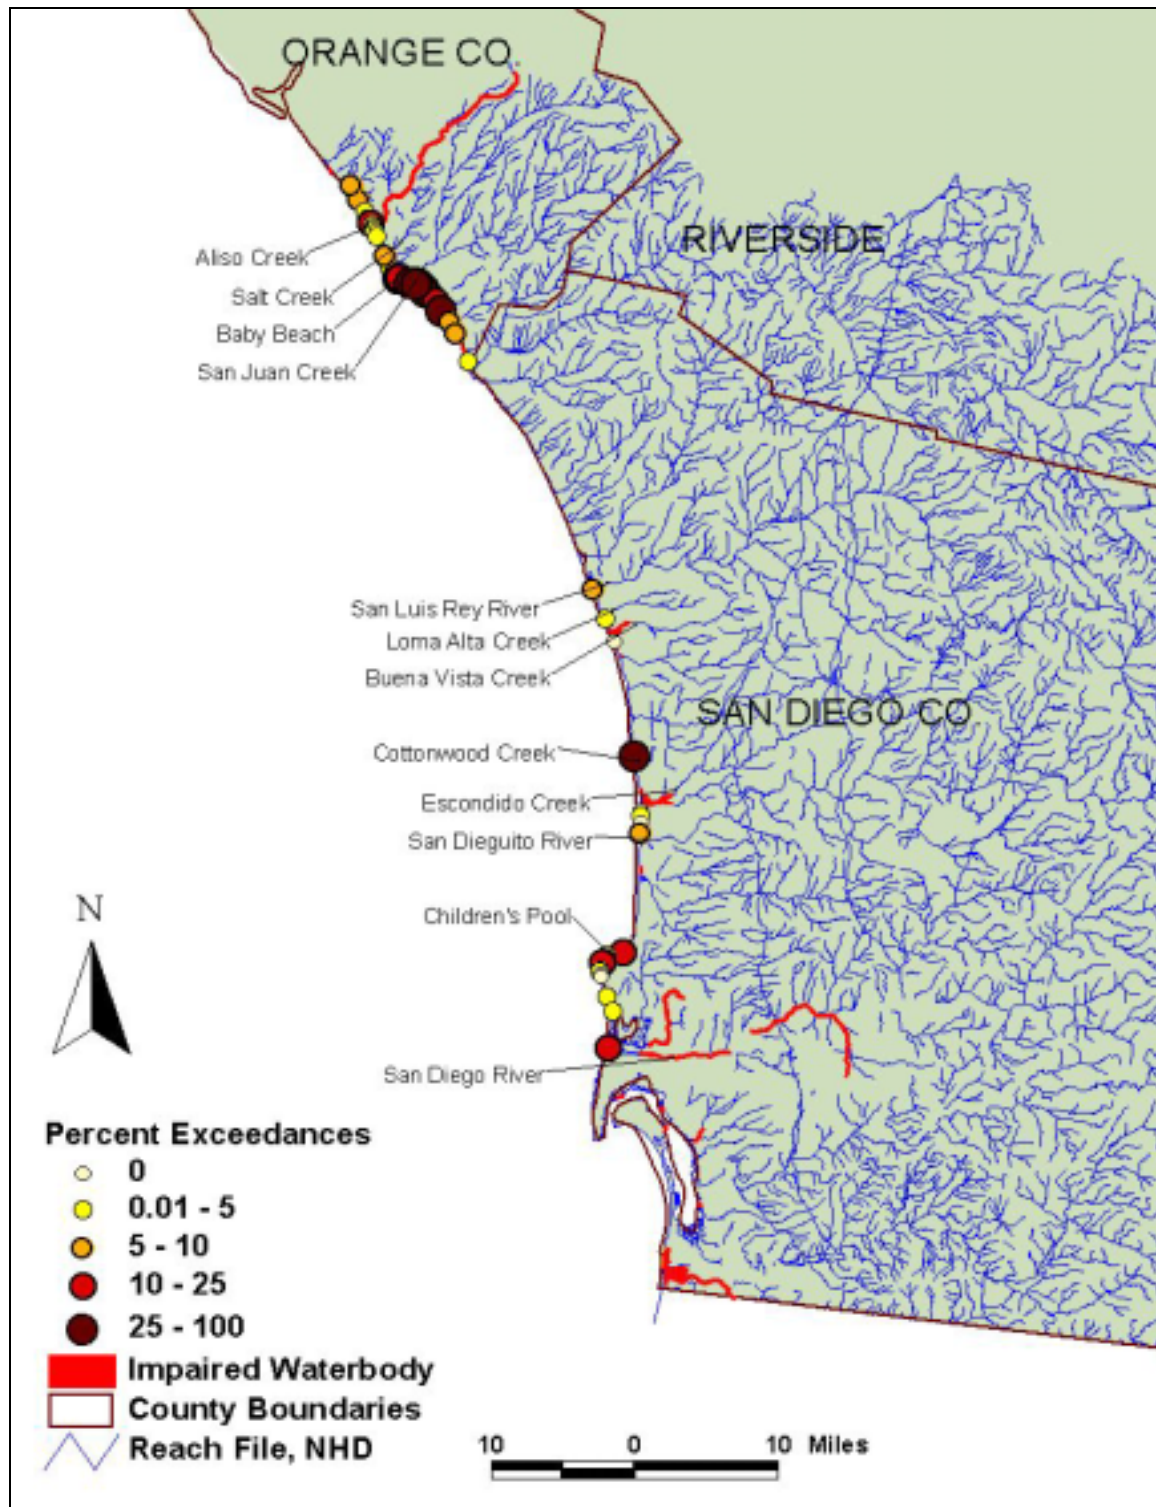 ORANGE CO.
RIVERSIDE
Aliso Creek
Salt Creek
Baby Beach
San Juan Creek
San Luis Rey River
Loma Alta Creek
Buena Vista Creek
SAN DIEGO CO
Cottonwood Creek
Escondido Creek
San Dieguito River
Children's Pool
N
San Diego River
Percent Exceedances
0
0.01 - 5
5 - 10
10 - 25
25 - 100
Impaired Waterbody
County Boundaries
Reach File, NHD
10 0 10 Miles